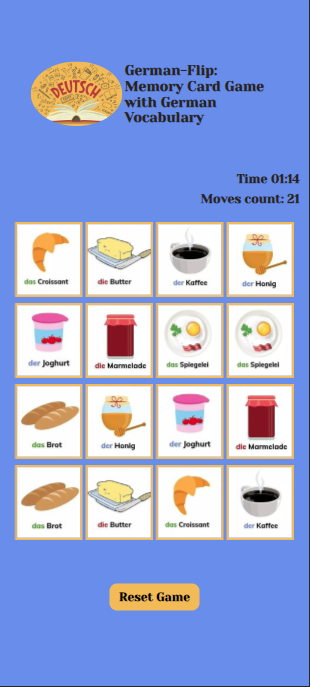 DEUTSCH
German-Flip:
Memory Card Game
with German
Vocabulary
Time 01:14
Moves count: 21
das Croissant
die Butter
der Kaffee
der Honig
der Joghurt
die Marmelade
das Spiegelei
das Spiegelei
das Brot
der Honig
der Joghurt
die Marmelade
das Brot
die Butter
das Croissant
der Kaffee
Reset Game